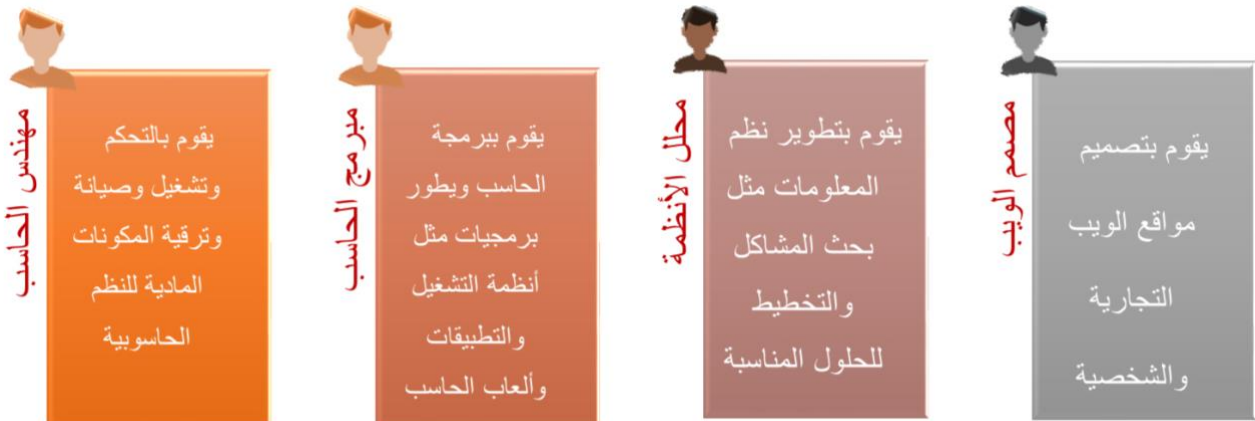 مصمم الويب
يقوم بتصميم
مواقع الويب
التجارية
والشخصية
محلل الأنظمة
يقوم بتطوير نظم
المعلومات مثل
بحث المشاكل
والتخطيط
للحلول المناسبة
مبرمج الحاسب
يقوم ببرمجة
الحاسب ويطور
برمجيات مثل
أنظمة التشغيل
والتطبيقات
وألعاب الحاسب
مهندس الحاسب
يقوم بالتحكم
وتشغيل وصيانة
وترقية المكونات
المادية للنظم
الحاسوبية